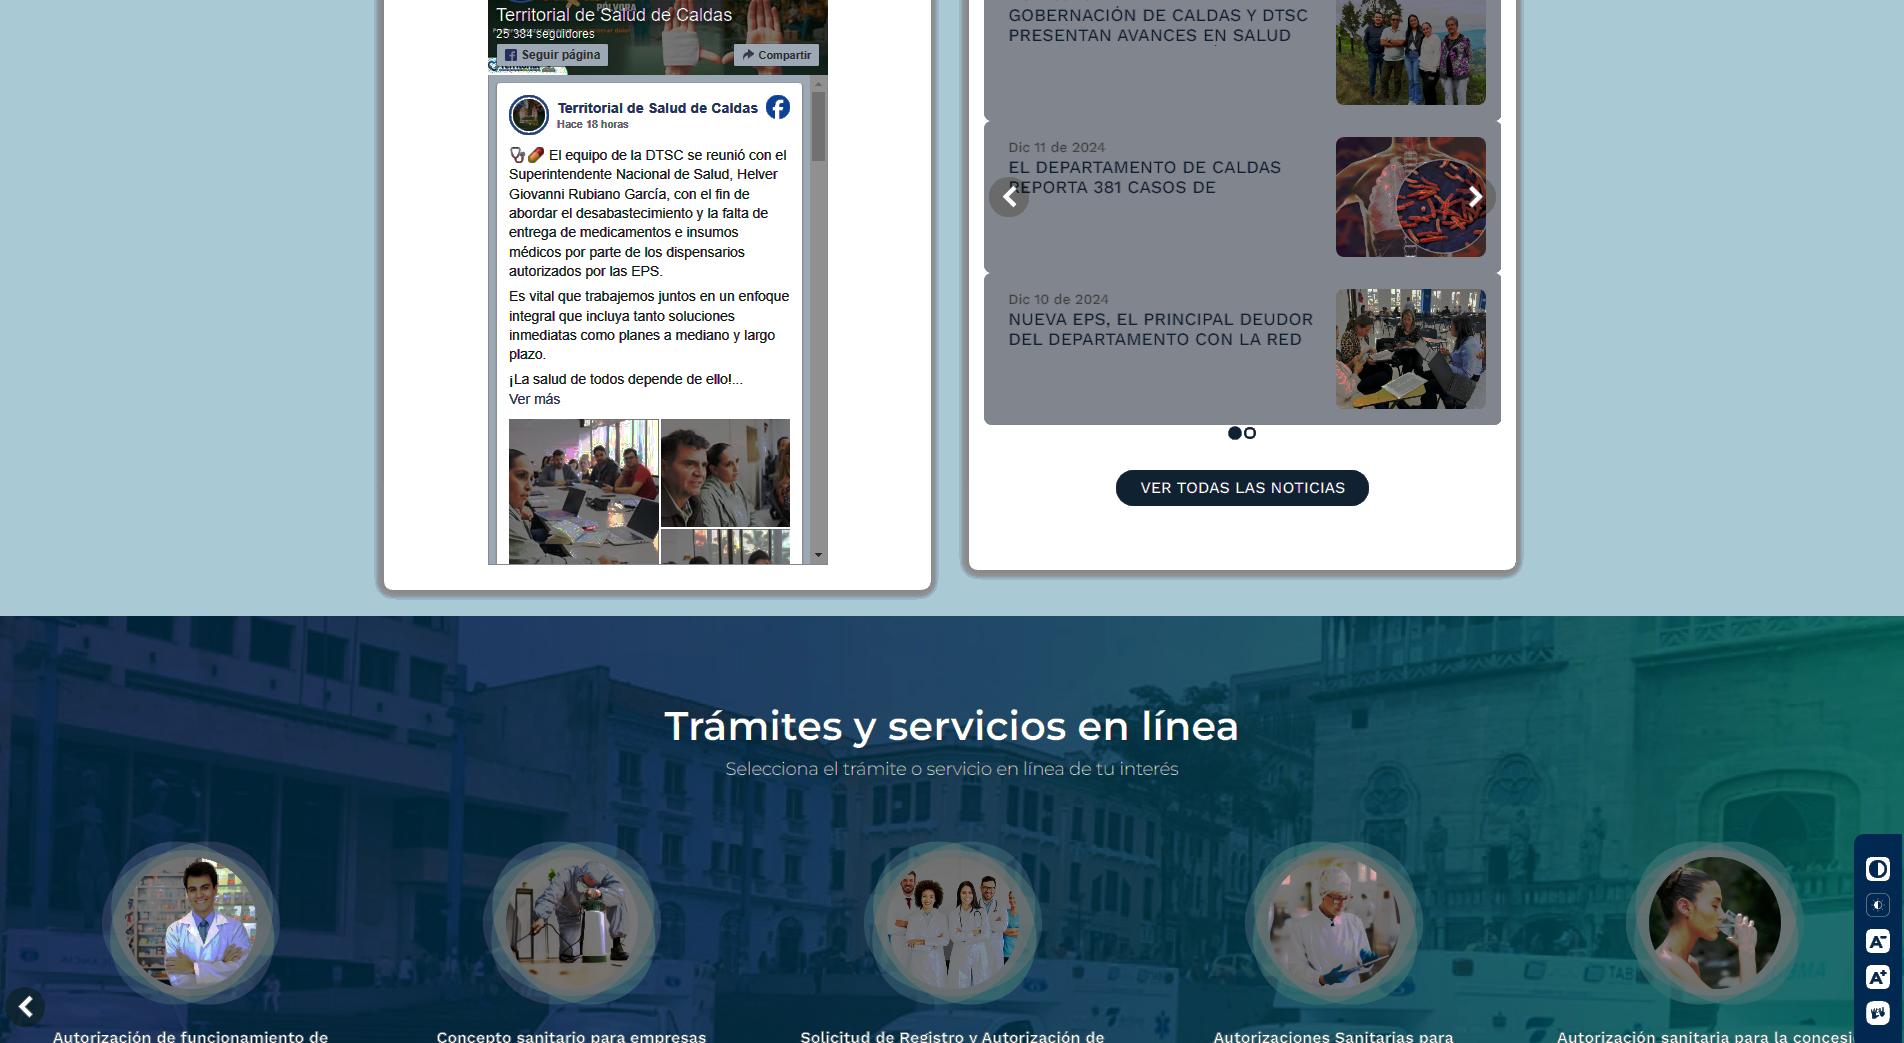 Territorial de Salud de Caldas
25 384 seguidores
Seguir página
Compartir
Territorial de Salud de Caldas
Hace 18 horas
El equipo de la DTSC se reunió con el
Superintendente Nacional de Salud, Helver
Giovanni Rubiano García, con el fin de
abordar el desabastecimiento y la falta de
entrega de medicamentos e insumos
médicos por parte de los dispensarios
autorizados por las EPS.
Es vital que trabajemos juntos en un enfoque
integral que incluya tanto soluciones
inmediatas como planes a mediano y largo
plazo.
¡La salud de todos depende de ello!...
Ver más
GOBERNACIÓN DE CALDAS Y DTSC
PRESENTAN AVANCES EN SALUD
Dic 11 de 2024
EL DEPARTAMENTO DE CALDAS
REPORTA 381 CASOS DE
Dic 10 de 2024
NUEVA EPS, EL PRINCIPAL DEUDOR
DEL DEPARTAMENTO CON LA RED
VER TODAS LAS NOTICIAS
Trámites y servicios en línea
Selecciona el trámite o servicio en línea de tu interés
A-
A+
Autorización de funcionamiento de
Concepto sanitario para empresas
Solicitud de Registro y Autorización de
Autorizaciones Sanitarias para
Autorización sanitaria para la concesi